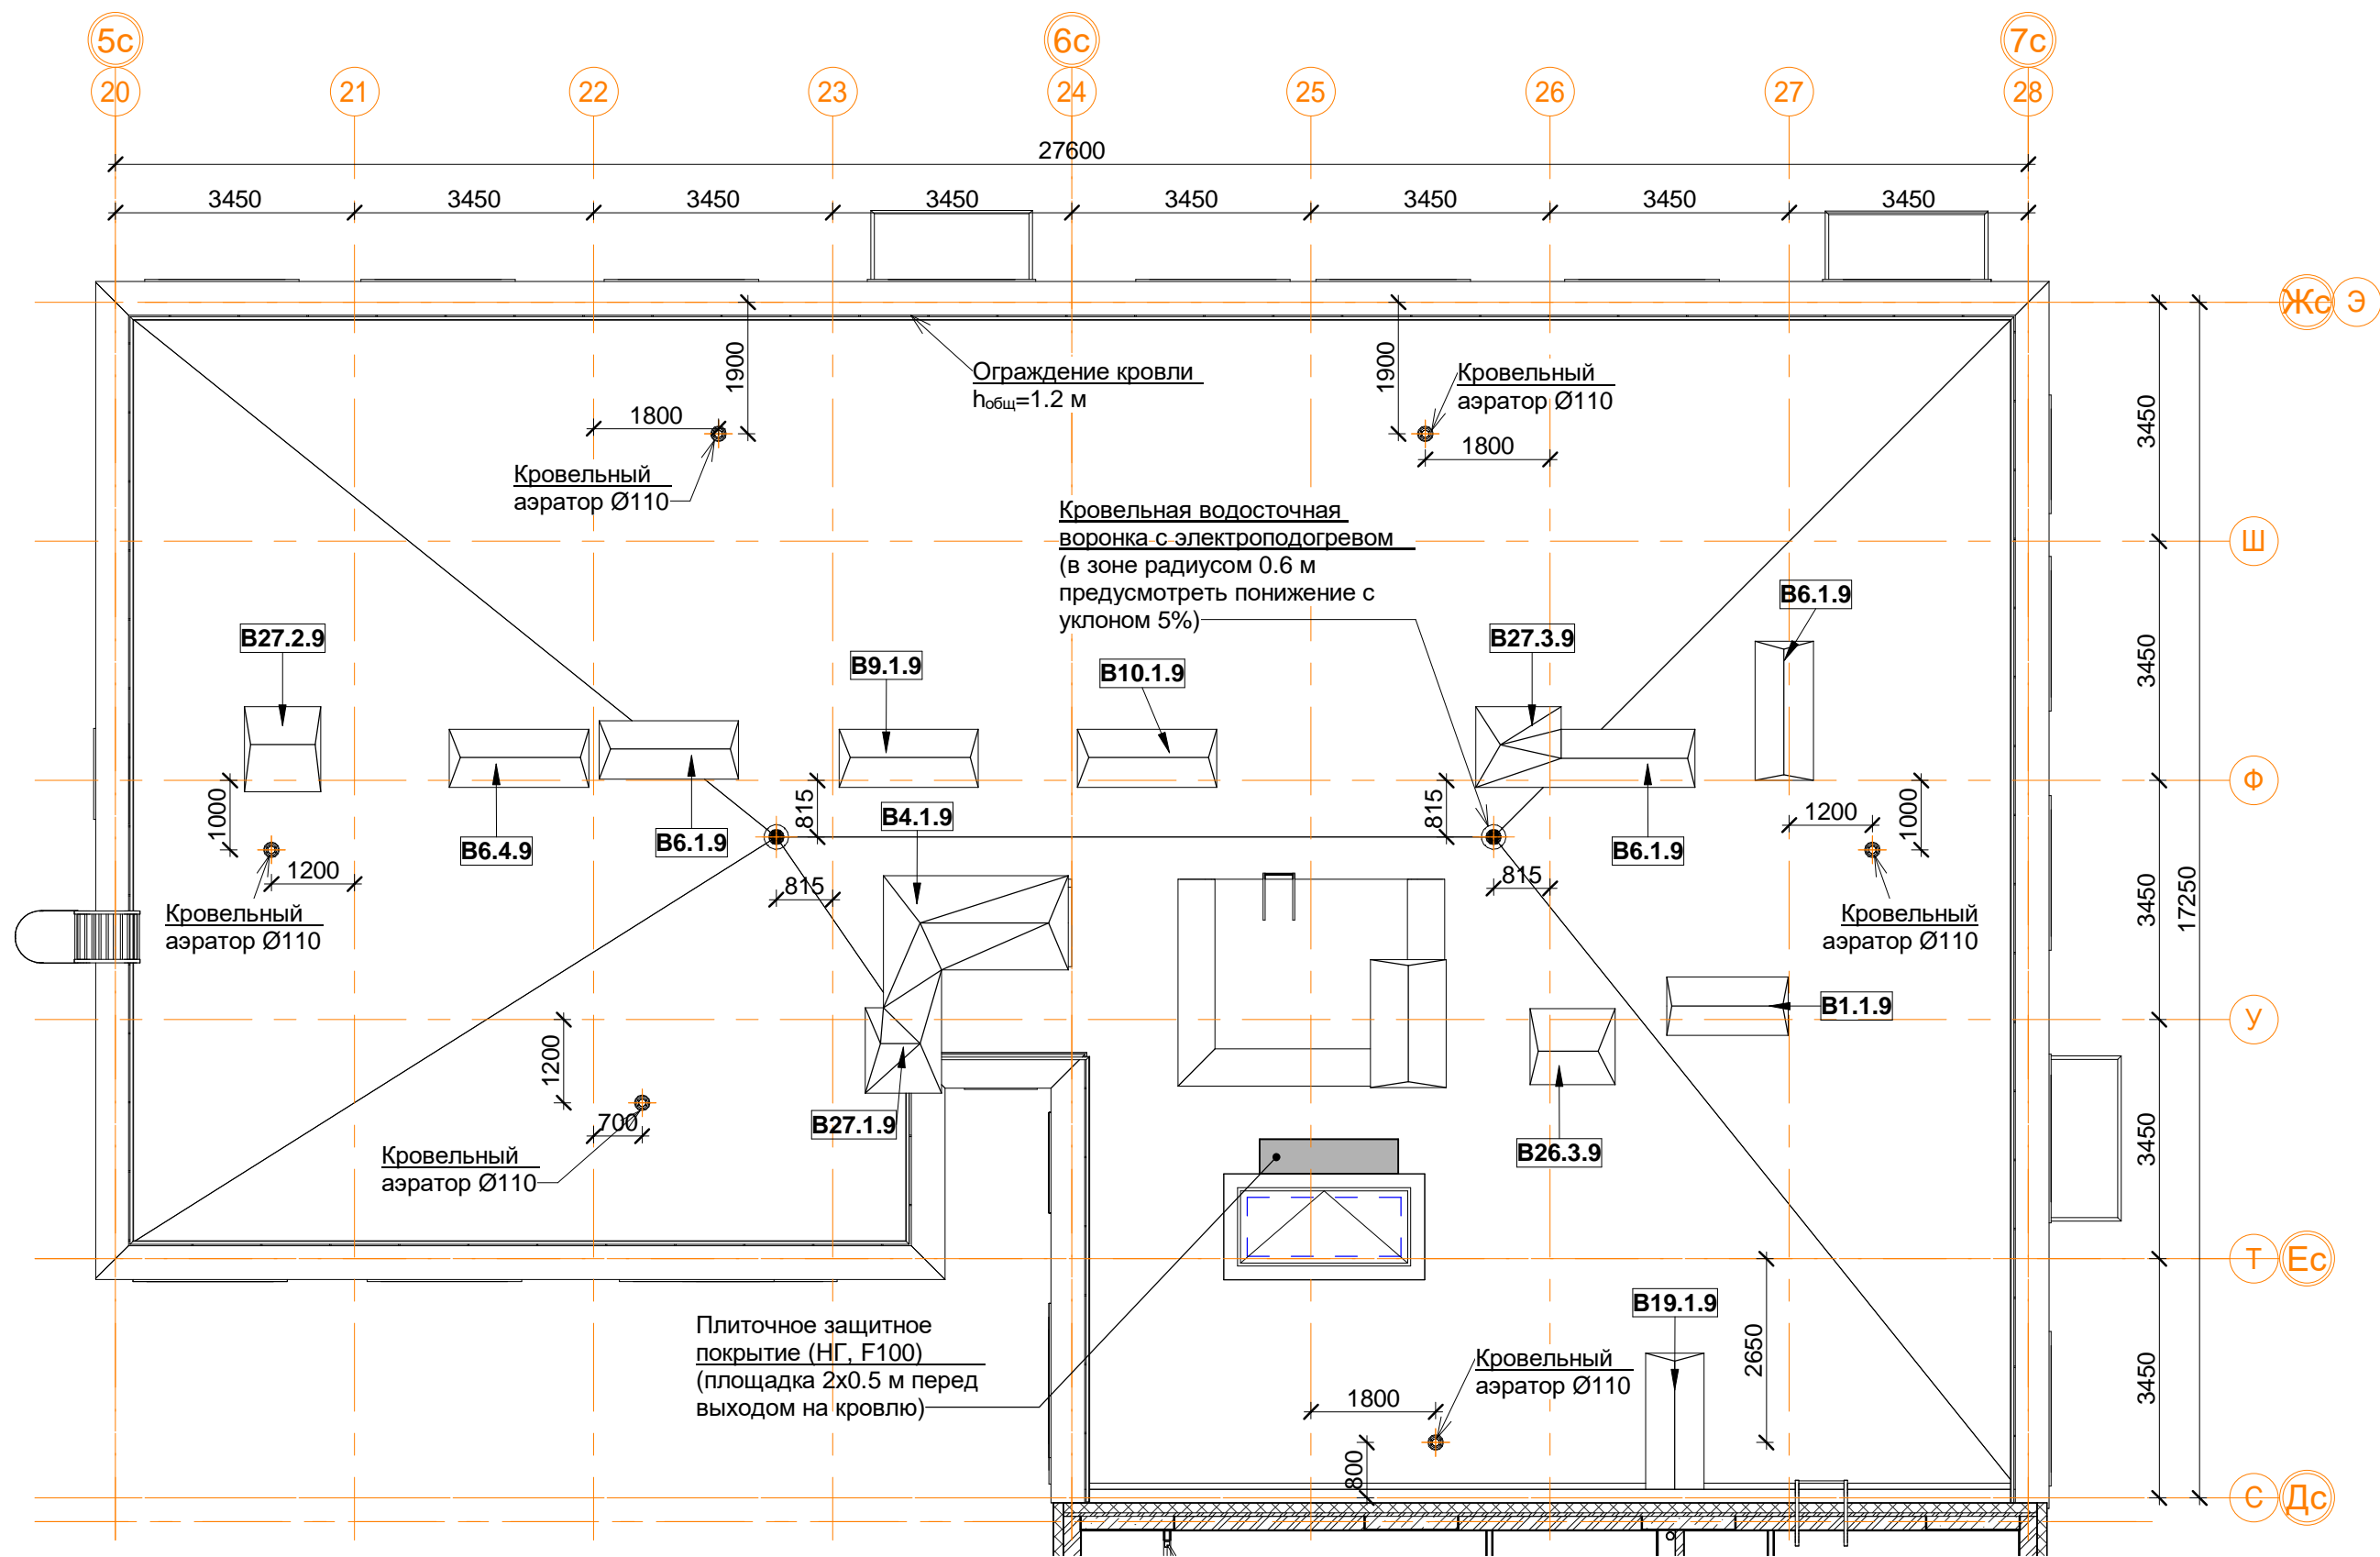 5с
6с
7с
20
21
22
23
24
25
26
27
28
27600
3450
3450
3450
3450
3450
3450
3450
3450
Жс
Э
1900
1900
Ограждение кровли
hобщ=1.2 м
Кровельный
аэратор Ø110
1800
1800
3450
Кровельный
аэратор Ø110
Кровельная водосточная
воронка с электроподогревом
(в зоне радиусом 0.6 м
предусмотреть понижение с
уклоном 5%)
Ш
В6.1.9
В27.2.9
В9.1.9
В10.1.9
В27.3.9
3450
Ф
1000
815
В4.1.9
815
1200
1000
В6.4.9
В6.1.9
В6.1.9
1200
815
815
3450
17250
Кровельный
аэратор Ø110
Кровельный
аэратор Ø110
В1.1.9
У
1200
700
В27.1.9
В26.3.9
3450
Кровельный
аэратор Ø110
Т
Ес
В19.1.9
Плиточное защитное
покрытие (НГ, F100)
(площадка 2х0.5 м перед
выходом на кровлю)
2650
Кровельный
аэратор Ø110
3450
1800
800
С
Дс